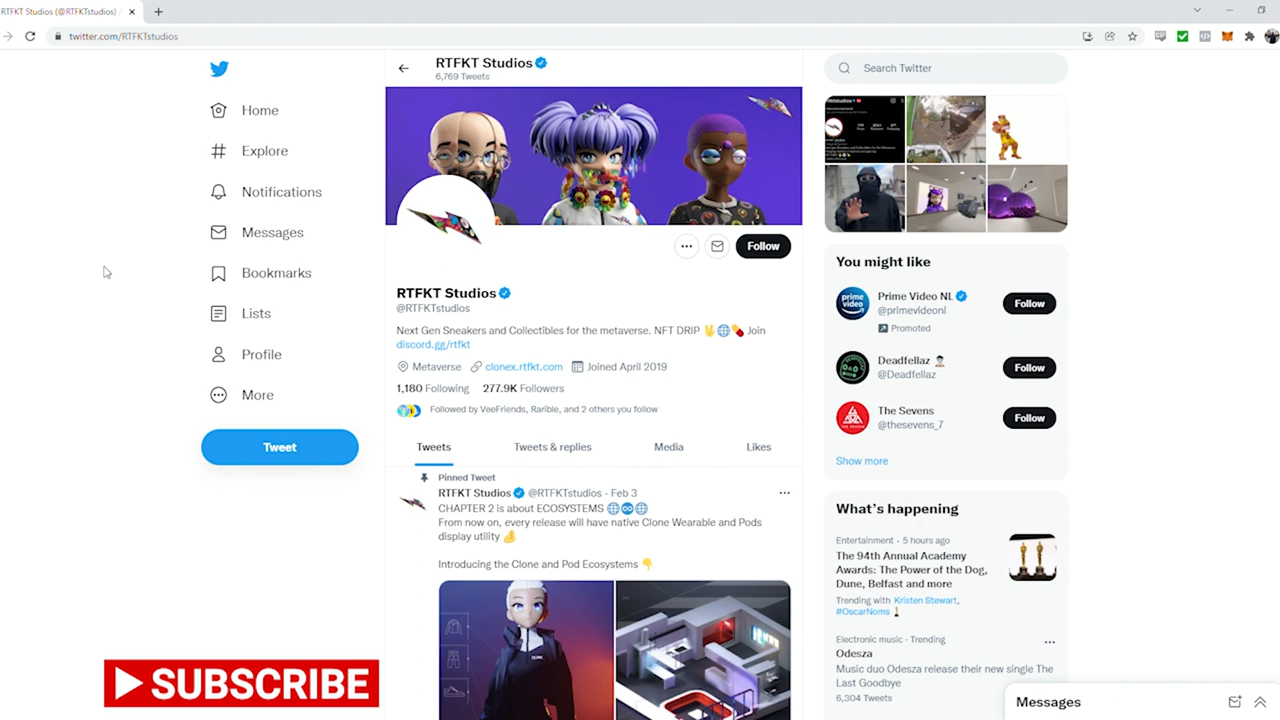 RTFKT Studios (@RTFKTstudios) /
twitter.com/RTFKTstudios
RTFKT Studios
6,769 Tweets
Search Twitter
Home
Explore
Notifications
Messages
Bookmarks
Lists
Profile
More
Tweet
Follow
RTFKT Studios
@RTFKTstudios
Next Gen Sneakers and Collectibles for the metaverse. NFT DRIP ✌️🌐💊 Join
discord.gg/rtfkt
Metaverse clonex.rtfkt.com Joined April 2019
1,180 Following 277.9K Followers
Followed by VeeFriends, Rarible, and 2 others you follow
Tweets Tweets & replies Media Likes
Pinned Tweet
RTFKT Studios @RTFKTstudios · Feb 3
CHAPTER 2 is about ECOSYSTEMS 🌐♾️🌐
From now on, every release will have native Clone Wearable and Pods
display utility 🤌
Introducing the Clone and Pod Ecosystems 👇
You might like
prime video
Prime Video NL
@primevideonl
Promoted
Follow
Deadfellaz
@Deadfellaz
Follow
The Sevens
@thesevens_7
Follow
Show more
What's happening
Entertainment · 5 hours ago
The 94th Annual Academy
Awards: The Power of the Dog,
Dune, Belfast and more
Trending with Kristen Stewart,
#OscarNoms
Electronic music · Trending
Odesza
Music duo Odesza release their new single The
Last Goodbye
6,304 Tweets
Messages
SUBSCRIBE